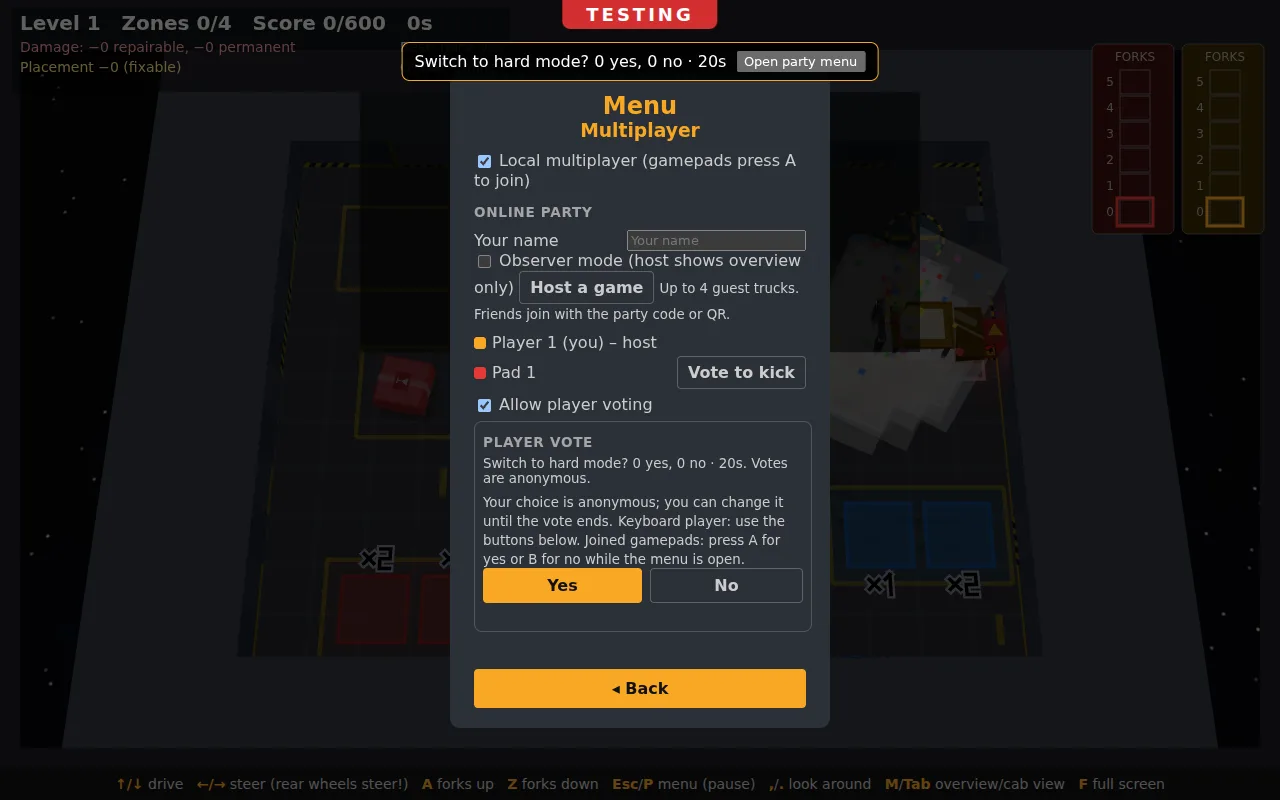 TESTING
Level 1 Zones 0/4 Score 0/600 0s
Damga: −0 repairable, −0 permanent
Placement −0 (fixable)
Switch to hard mode? 0 yes, 0 no · 20s Open party menu
FORKS FORKS
5 5
4 4
3 3
2 2
1 1
0 0
Menu
Multiplayer
Local multiplayer (gamepads press A
to join)
ONLINE PARTY
Your name Your name
Observer mode (host shows overview
only) Host a game Up to 4 guest trucks.
Friends join with the party code or QR.
Player 1 (you) – host
Pad 1 Vote to kick
Allow player voting
PLAYER VOTE
Switch to hard mode? 0 yes, 0 no · 20s. Votes
are anonymous.
Your choice is anonymous; you can change it
until the vote ends. Keyboard player: use the
buttons below. Joined gamepads: press A for
yes or B for no while the menu is open.
Yes No
×2 ×1 ×2
◂ Back
↑/↓ drive ←/→ steer (rear wheels steer!) A forks up Z forks down Esc/P menu (pause) ,/. look around M/Tab overview/cab view F full screen